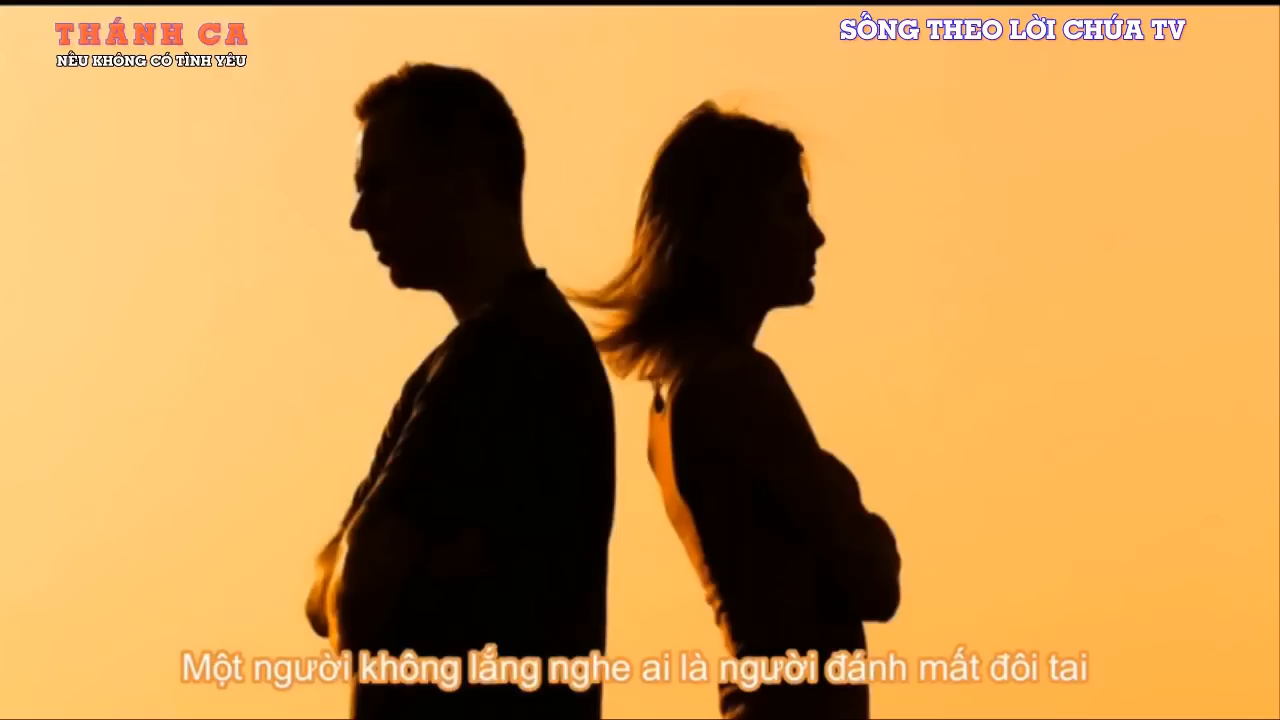 THÁNH CA
NẾU KHÔNG CÓ TÌNH YÊU
SỐNG THEO LỜI CHÚA TV
Một người không lắng nghe ai là người đánh mất đôi tai